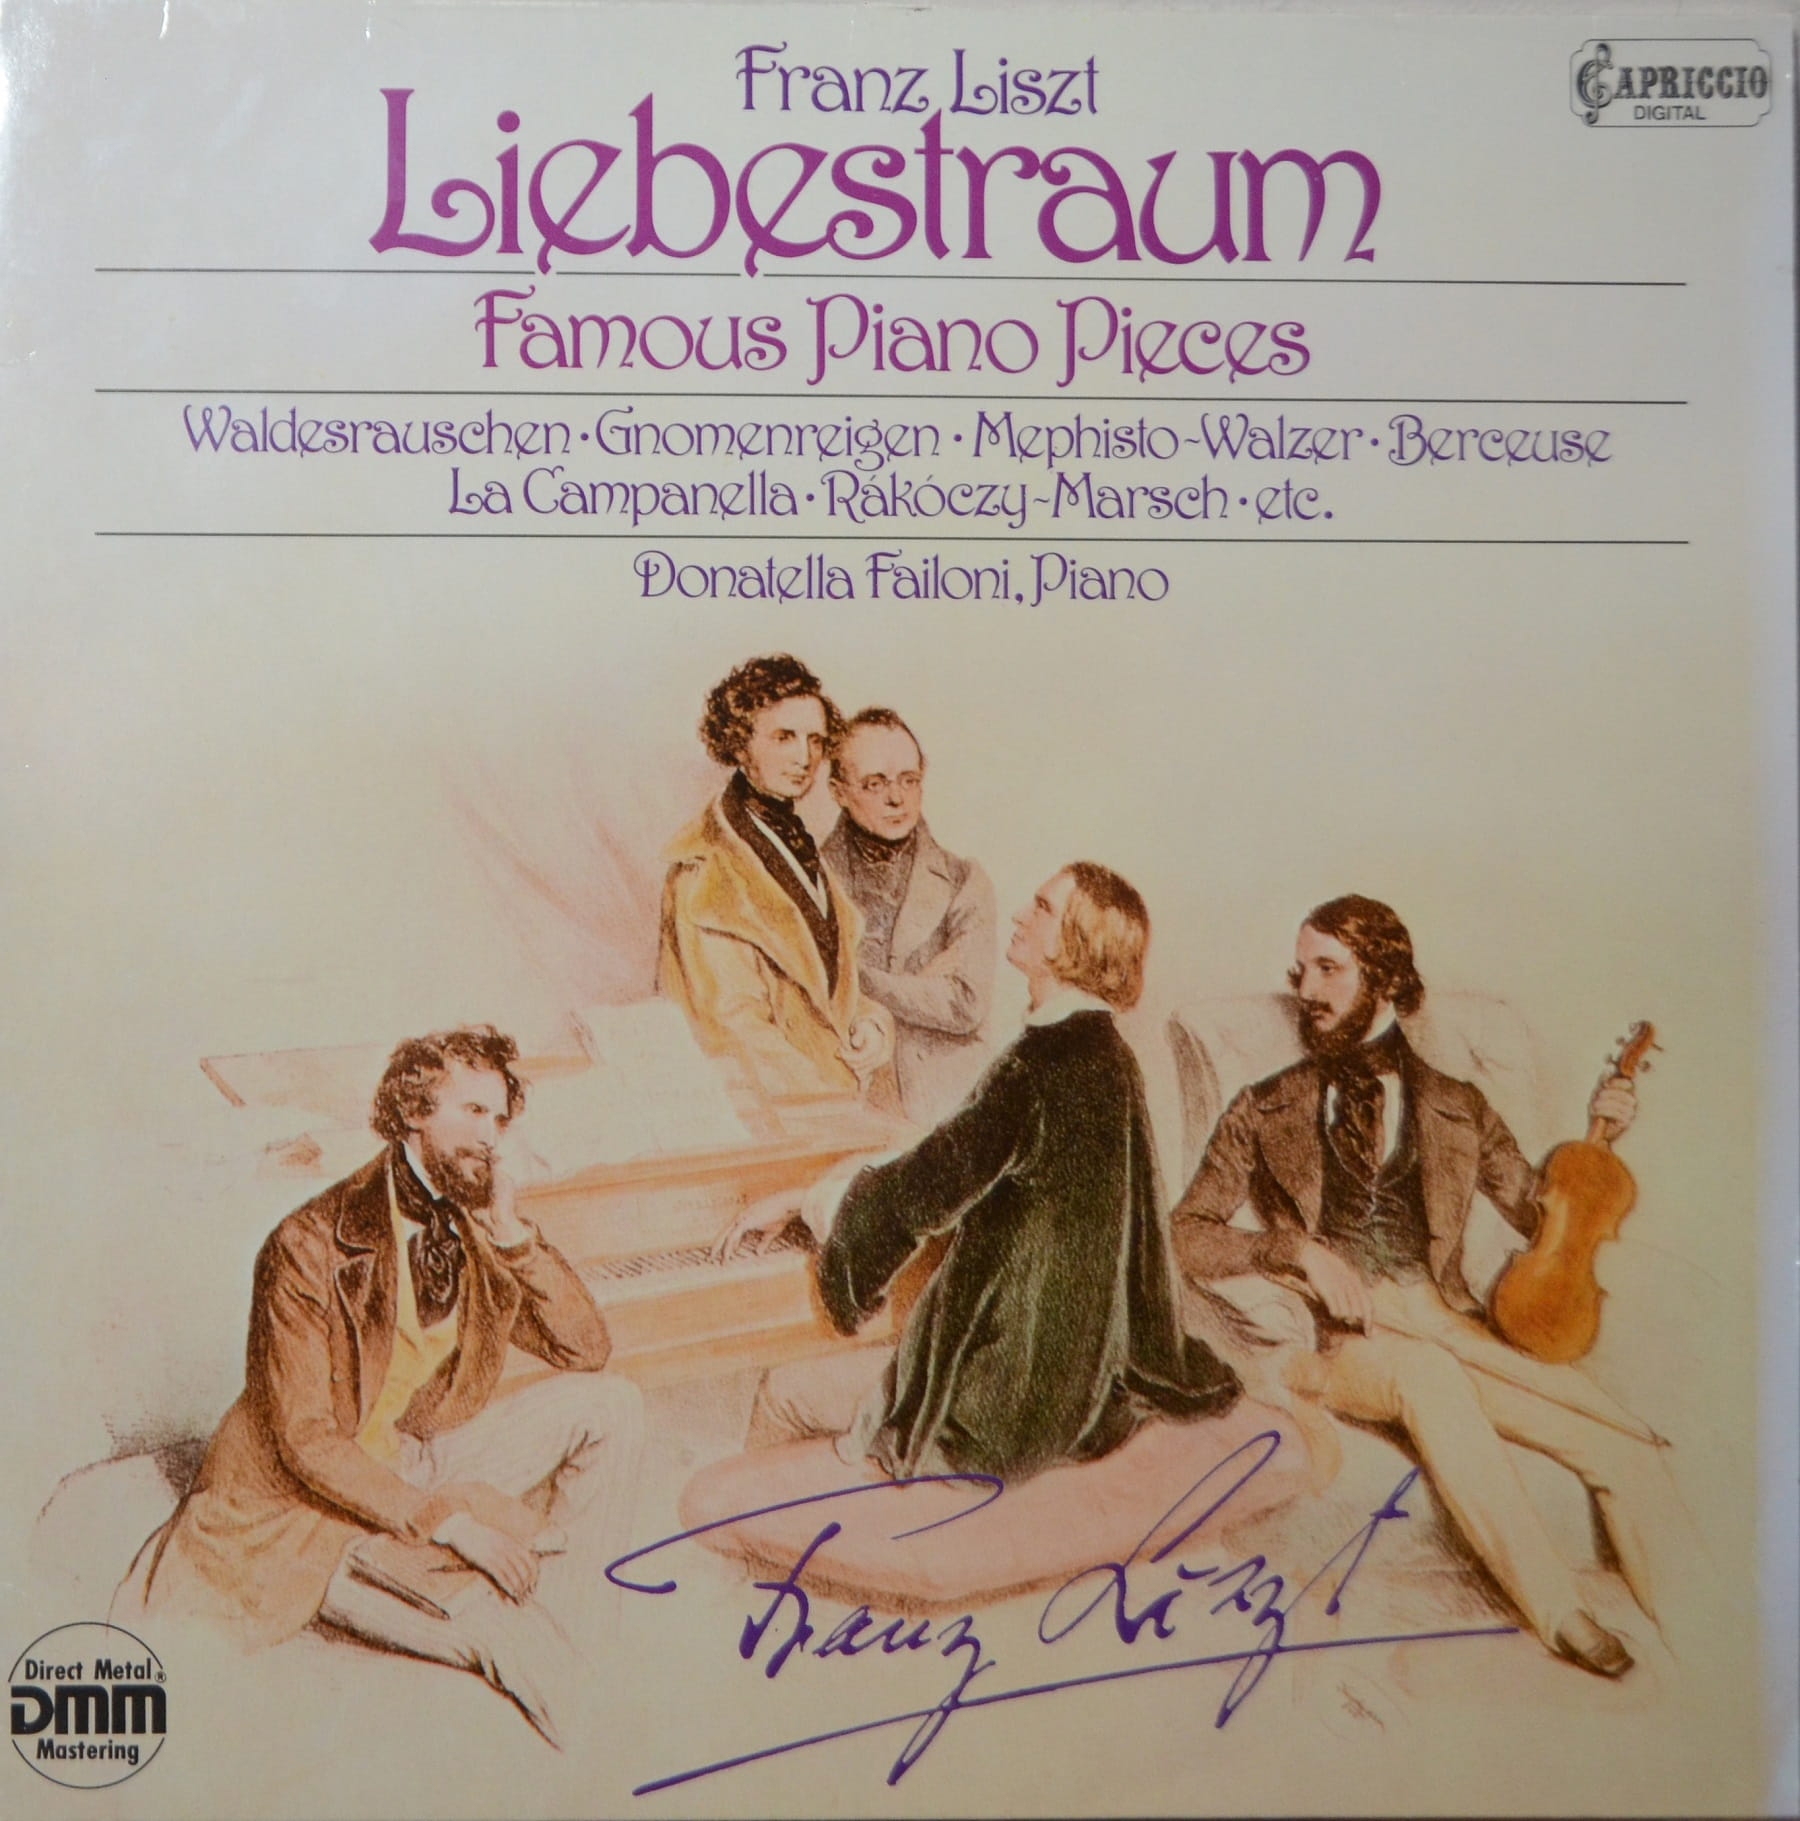 Franz Liszt
CAPRICCIO
DIGITAL
Liebestraum
Famous Piano Pieces
Waldesrauschen · Gnomenreigen · Mephisto-Walzer · Berceuse
La Campanella · Rákóczy-Marsch · etc.
Donatella Failoni, Piano
Franz Liszt
Direct Metal®
DMM
Mastering